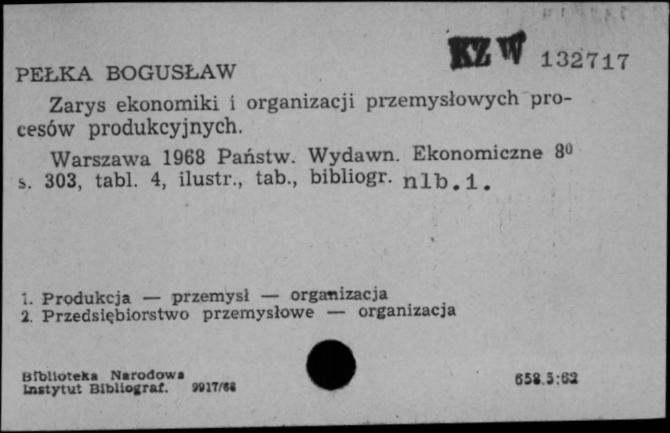 KZ W 132717
PEŁKA BOGUSŁAW
Zarys ekonomiki i organizacji przemysłowych pro-
cesów produkcyjnych.
Warszawa 1968 Państw. Wydawn. Ekonomiczne 8⁰
s. 303, tabl. 4, ilustr., tab., bibliogr. nlb.1.
1. Produkcja — przemysł — organizacja
2. Przedsiębiorstwo przemysłowe — organizacja
Biblioteka Narodowa
Instytut Bibliograf. 9917/68
658.5:62